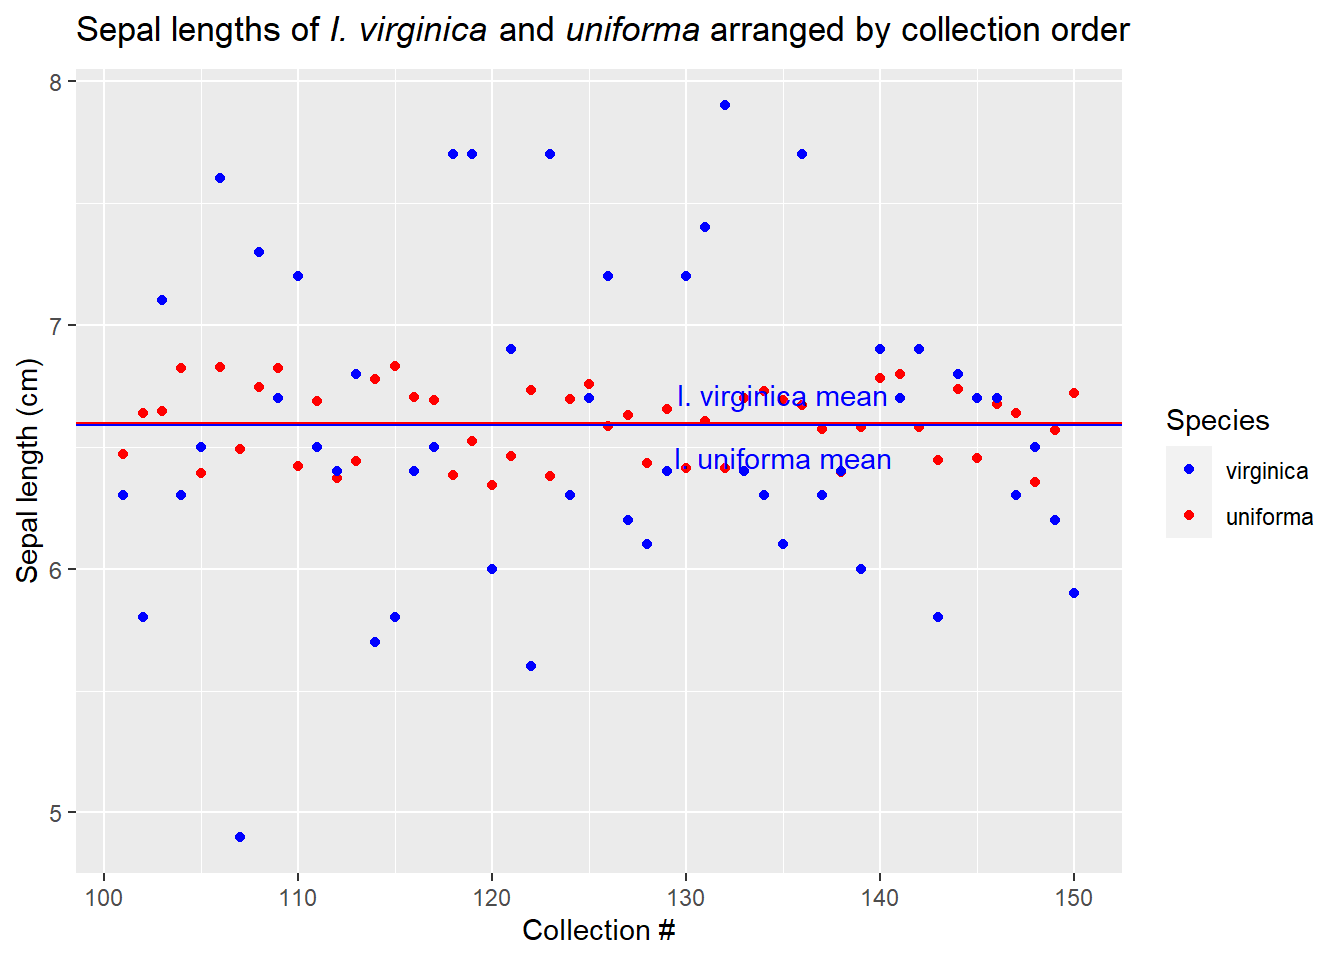 Sepal lengths of I. virginica and uniforma arranged by collection order
8
7
6
5
Sepal length (cm)
I. virginica mean
I. uniforma mean
100 110 120 130 140 150
Collection #
Species
virginica
uniforma